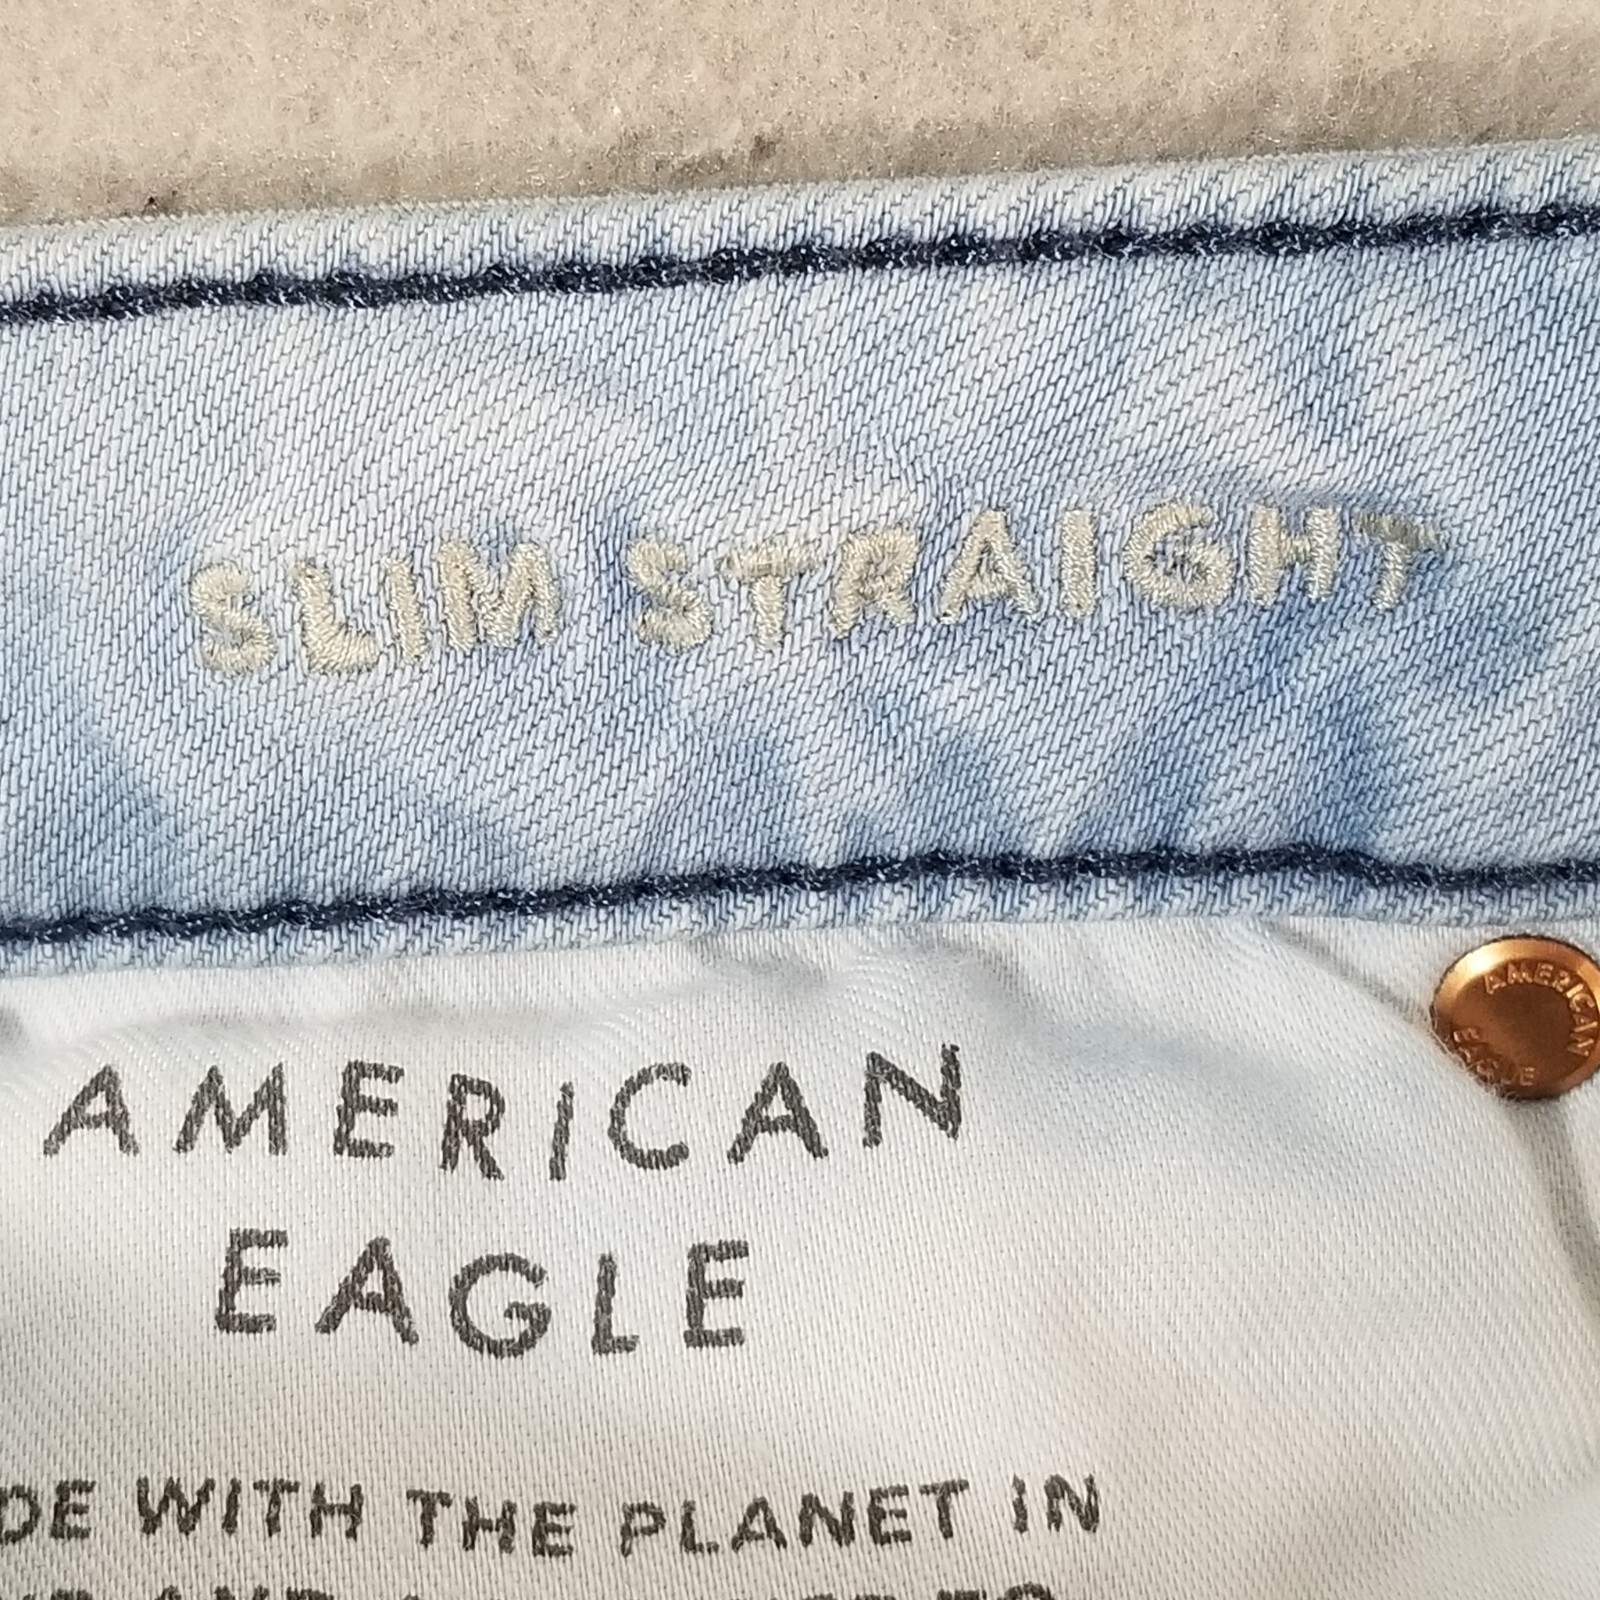 SLIM STRAIGHT
AMERICAN
EAGLE
AMERICAN
EAGLE
DE WITH THE PLANET IN